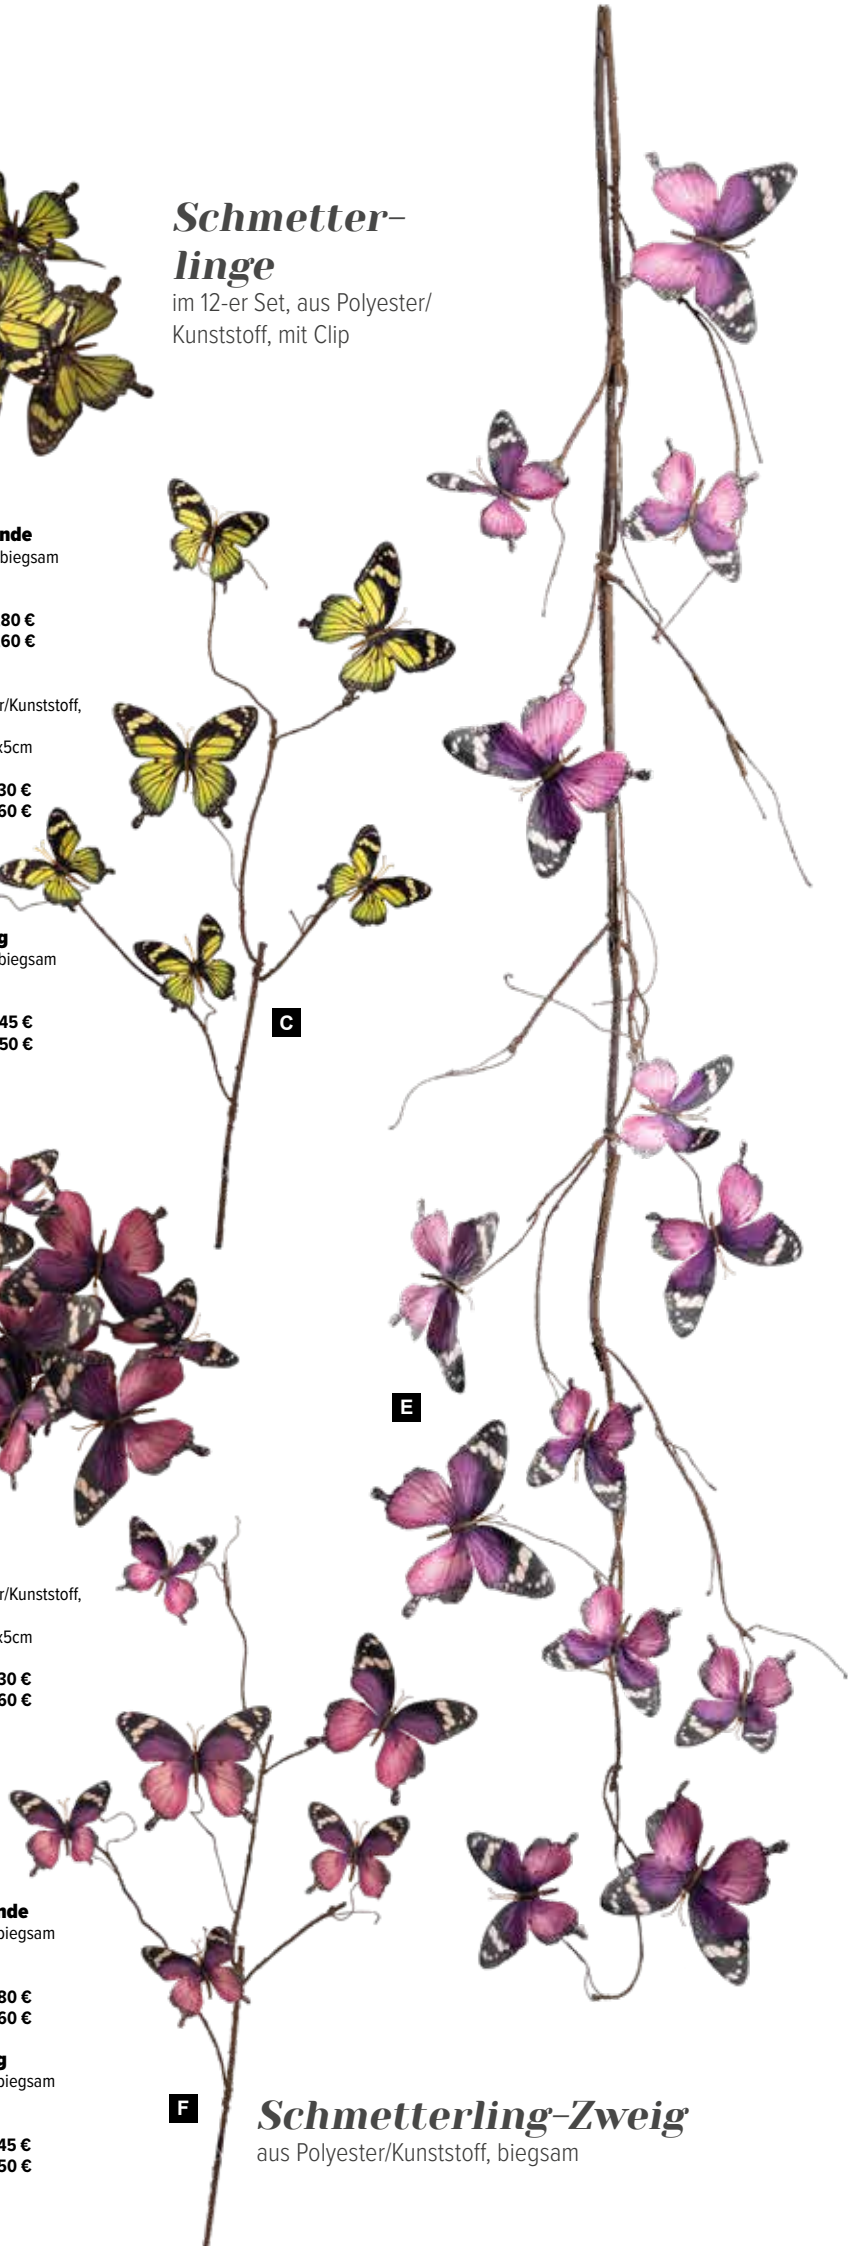 Schmetter-
linge
im 12-er Set, aus Polyester/
Kunststoff, mit Clip
nde
biegsam
80 €
60 €
r/Kunststoff,
x5cm
30 €
60 €
g
biegsam
45 €
50 €
C
E
r/Kunststoff,
x5cm
30 €
60 €
nde
biegsam
80 €
60 €
g
biegsam
45 €
50 €
F
Schmetterling-Zweig
aus Polyester/Kunststoff, biegsam